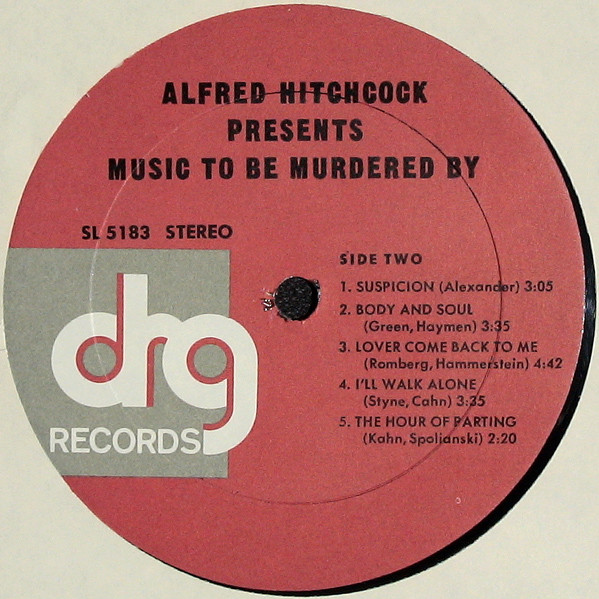 ALFRED HITCHCOCK
PRESENTS
MUSIC TO BE MURDERED BY
SL 5183 STEREO
SIDE TWO
1. SUSPICION (Alexander) 3:05
2. BODY AND SOUL
(Green, Haymen) 3:35
3. LOVER COME BACK TO ME
(Romberg, Hammerstein) 4:42
4. I'LL WALK ALONE
(Styne, Cahn) 3:35
5. THE HOUR OF PARTING
(Kahn, Spolianski) 2:20
drg
RECORDS